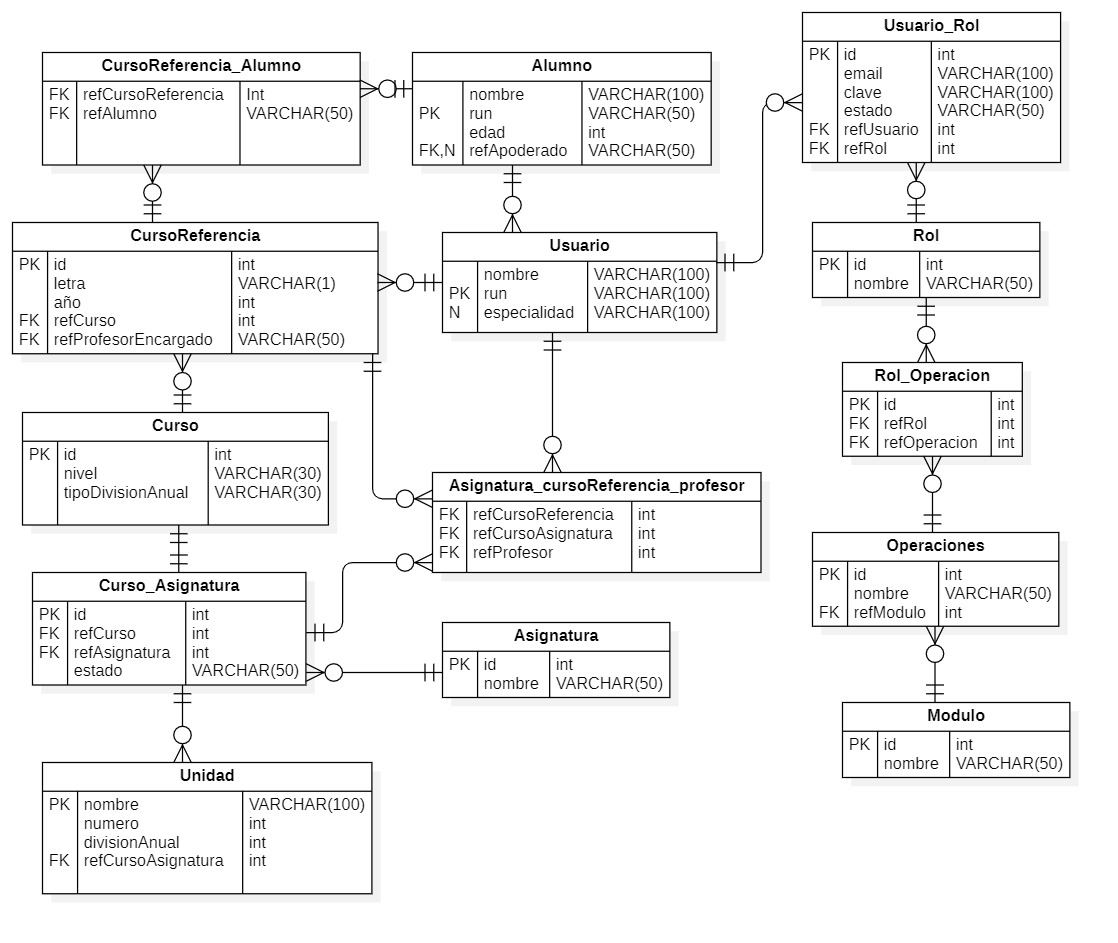 Usuario_Rol
PK id int
email VARCHAR(100)
clave VARCHAR(100)
estado VARCHAR(50)
FK refUsuario int
FK refRol int
CursoReferencia_Alumno
FK refCursoReferencia Int
FK refAlumno VARCHAR(50)
Alumno
nombre VARCHAR(100)
PK run VARCHAR(50)
edad int
FK,N refApoderado VARCHAR(50)
CursoReferencia
PK id int
letra VARCHAR(1)
año int
FK refCurso int
FK refProfesorEncargado VARCHAR(50)
Usuario
nombre VARCHAR(100)
PK run VARCHAR(100)
N especialidad VARCHAR(100)
Rol
PK id int
nombre VARCHAR(50)
Rol_Operacion
PK id int
FK refRol int
FK refOperacion int
Curso
PK id int
nivel VARCHAR(30)
tipoDivisionAnual VARCHAR(30)
Asignatura_cursoReferencia_profesor
FK refCursoReferencia int
FK refCursoAsignatura int
FK refProfesor int
Operaciones
PK id int
nombre VARCHAR(50)
FK refModulo int
Curso_Asignatura
PK id int
FK refCurso int
FK refAsignatura int
estado VARCHAR(50)
Asignatura
PK id int
nombre VARCHAR(50)
Modulo
PK id int
nombre VARCHAR(50)
Unidad
PK nombre VARCHAR(100)
numero int
divisionAnual int
FK refCursoAsignatura int